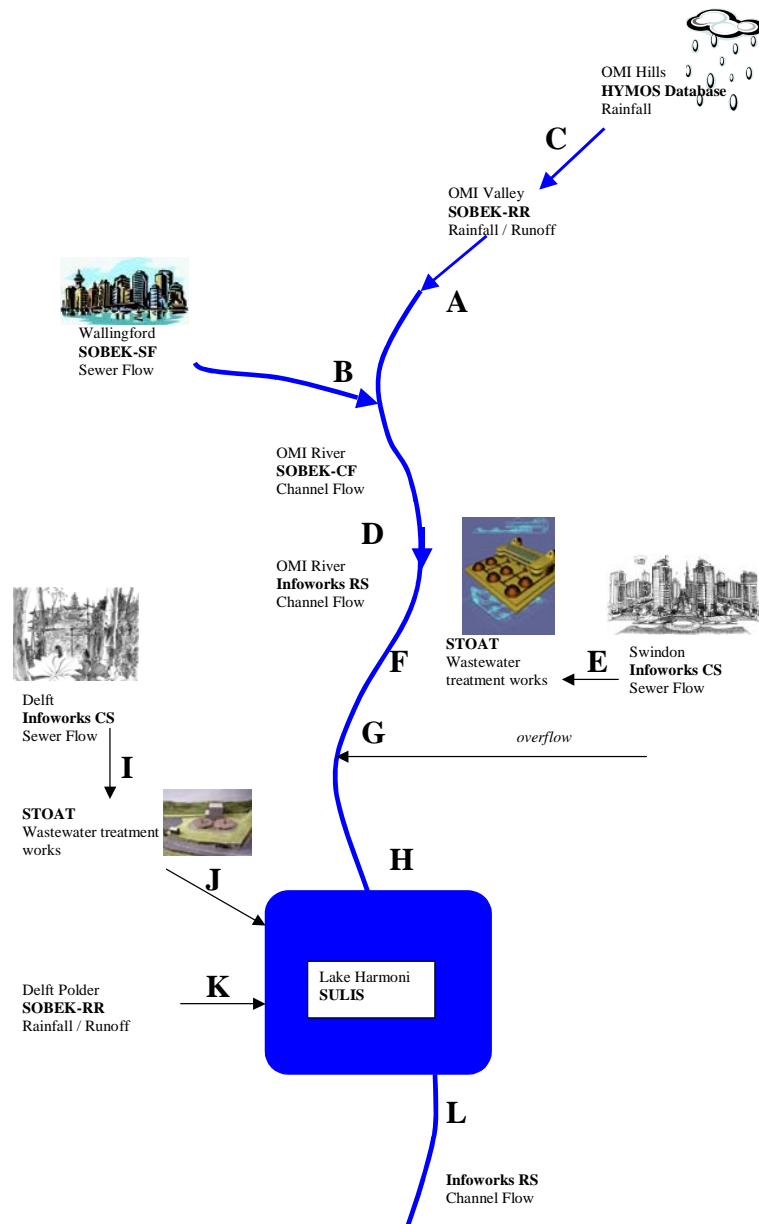 OMI Hills
HYMOS Database
Rainfall
C
OMI Valley
SOBEK-RR
Rainfall / Runoff
A
Wallingford
SOBEK-SF
Sewer Flow
B
OMI River
SOBEK-CF
Channel Flow
D
OMI River
Infoworks RS
Channel Flow
STOAT
Wastewater
treatment works
E
Swindon
Infoworks CS
Sewer Flow
F
Delft
Infoworks CS
Sewer Flow
G
overflow
I
STOAT
Wastewater treatment
works
H
J
Lake Harmoni
SULIS
Delft Polder
SOBEK-RR
Rainfall / Runoff
K
L
Infoworks RS
Channel Flow